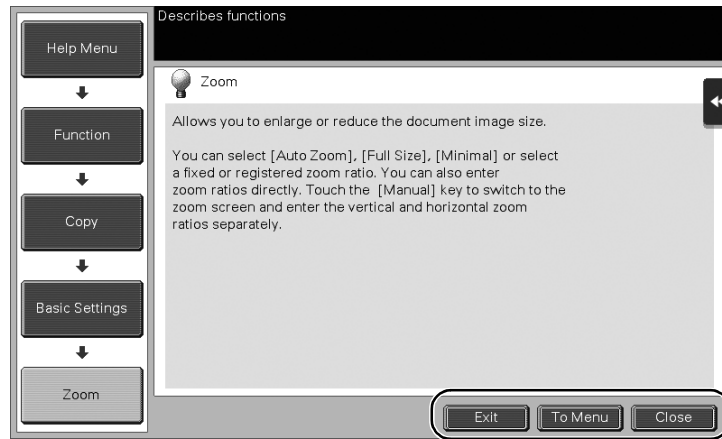 Describes functions
Help Menu
Function
Copy
Basic Settings
Zoom
Zoom
Allows you to enlarge or reduce the document image size.
You can select [Auto Zoom], [Full Size], [Minimal] or select
a fixed or registered zoom ratio. You can also enter
zoom ratios directly. Touch the [Manual] key to switch to the
zoom screen and enter the vertical and horizontal zoom
ratios separately.
Exit
To Menu
Close